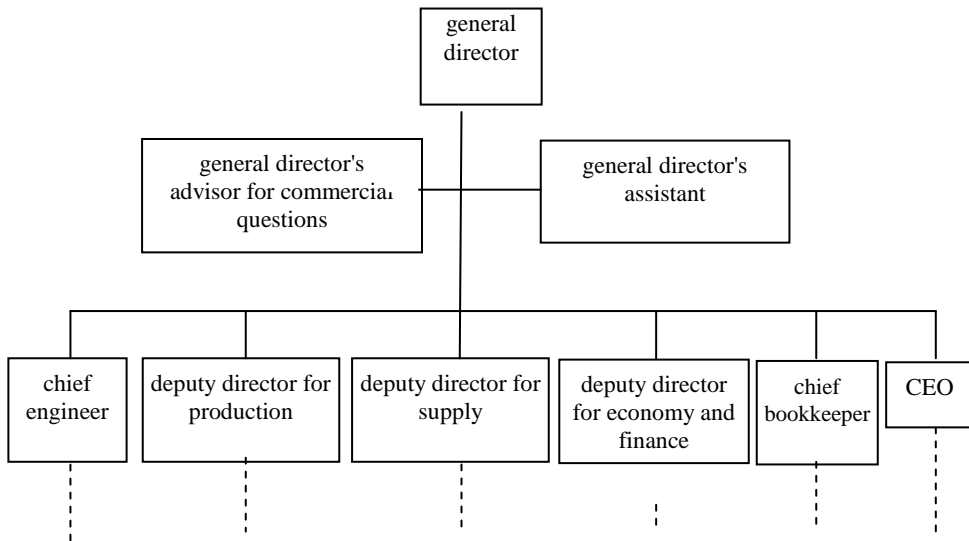 general
director
general director's
advisor for commercial
questions
general director's
assistant
chief
engineer
deputy director for
production
deputy director for
supply
deputy director
for economy and
finance
chief
bookkeeper
CEO